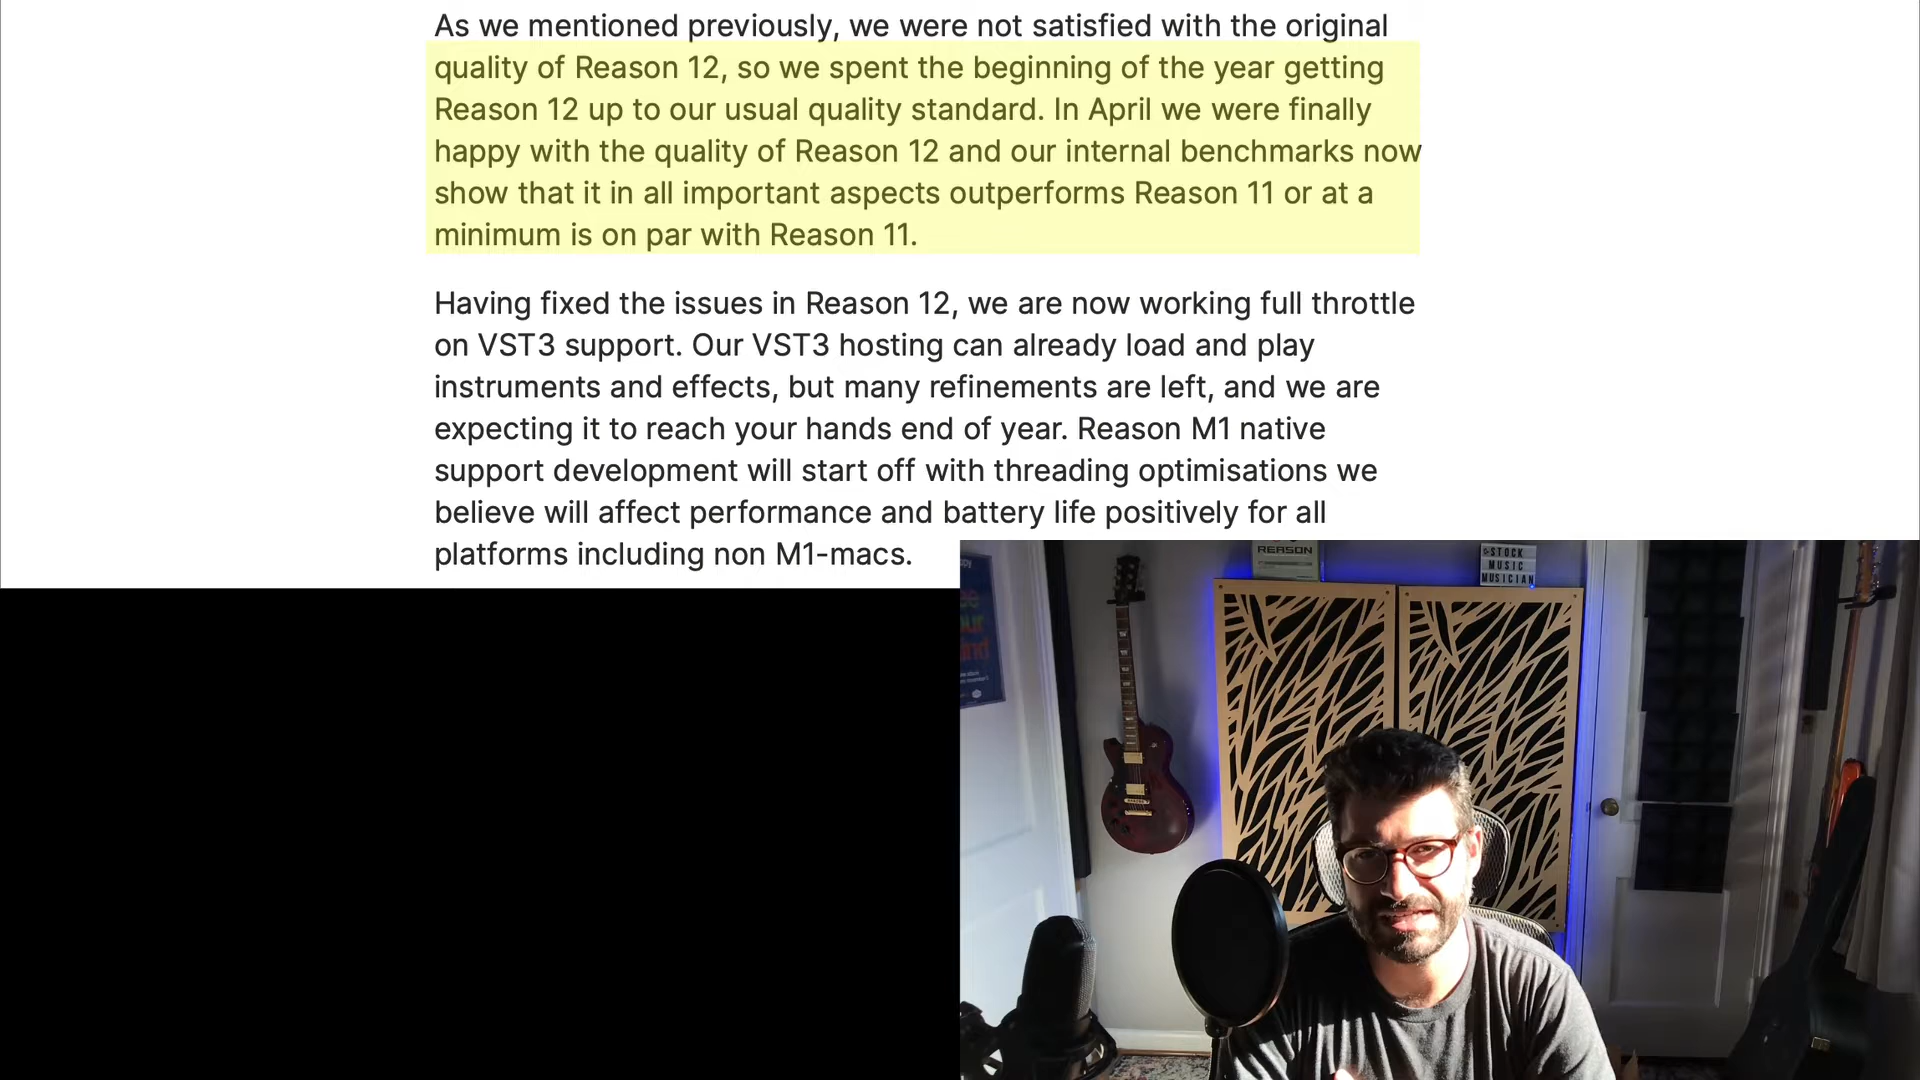 As we mentioned previously, we were not satisfied with the original
quality of Reason 12, so we spent the beginning of the year getting
Reason 12 up to our usual quality standard. In April we were finally
happy with the quality of Reason 12 and our internal benchmarks now
show that it in all important aspects outperforms Reason 11 or at a
minimum is on par with Reason 11.
Having fixed the issues in Reason 12, we are now working full throttle
on VST3 support. Our VST3 hosting can already load and play
instruments and effects, but many refinements are left, and we are
expecting it to reach your hands end of year. Reason M1 native
support development will start off with threading optimisations we
believe will affect performance and battery life positively for all
platforms including non M1-macs.
REASON
STOCK
MUSIC
MUSICIAN